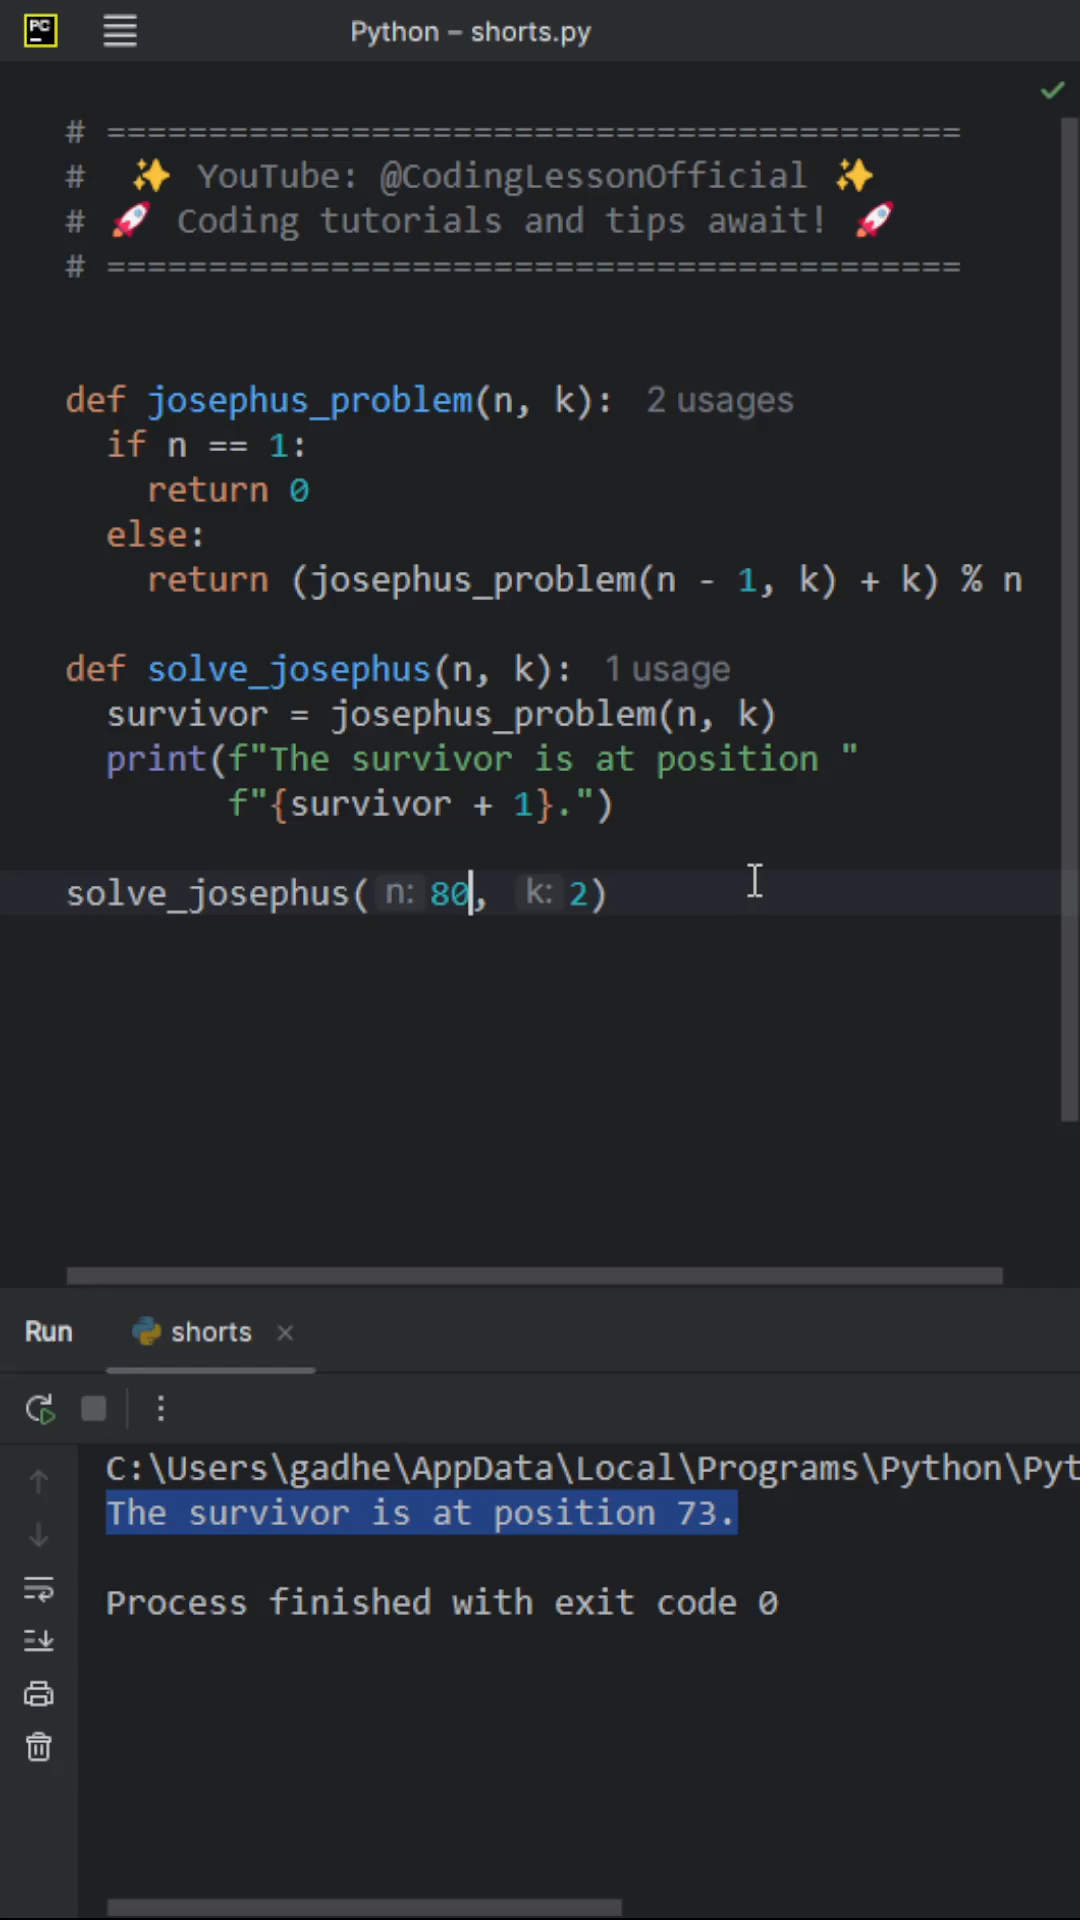 PC
Python – shorts.py
# ==========================================
# ✨ YouTube: @CodingLessonOfficial ✨
# 🚀 Coding tutorials and tips await! 🚀
# ==========================================
def josephus_problem(n, k): 2 usages
if n == 1:
return 0
else:
return (josephus_problem(n - 1, k) + k) % n
def solve_josephus(n, k): 1 usage
survivor = josephus_problem(n, k)
print(f"The survivor is at position "
f"{survivor + 1}.")
solve_josephus( n: 80, k: 2)
Run shorts ×
C:\Users\gadhe\AppData\Local\Programs\Python\Pyt
The survivor is at position 73.
Process finished with exit code 0